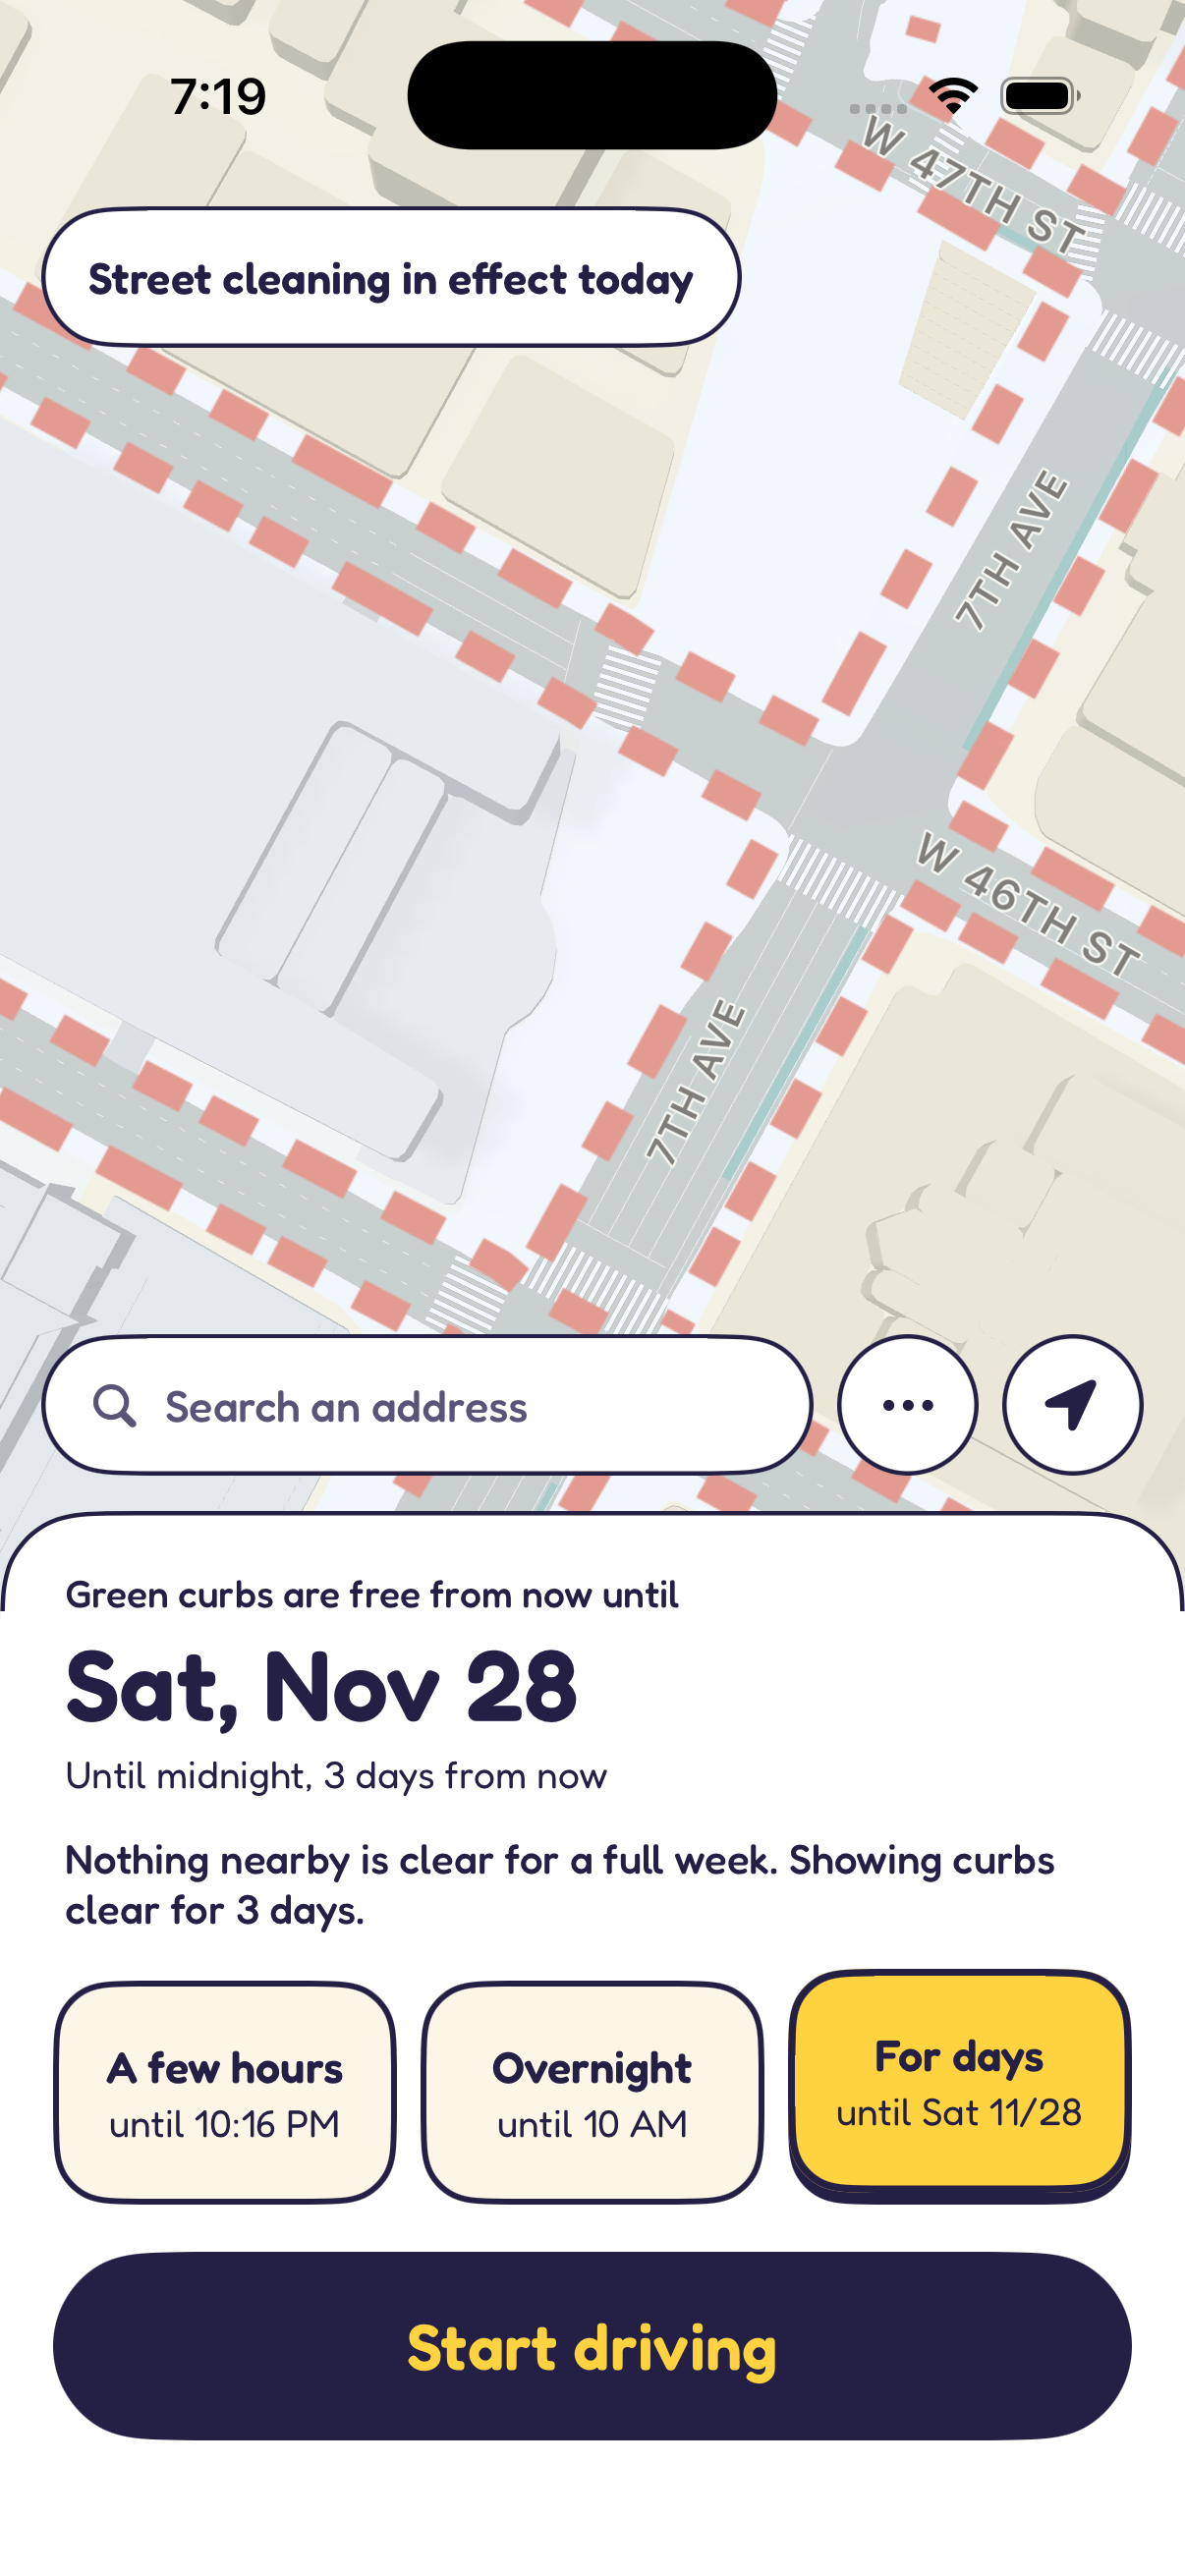 7:19
W 47TH ST
Street cleaning in effect today
7TH AVE
W 46TH ST
7TH AVE
Search an address
Green curbs are free from now until
Sat, Nov 28
Until midnight, 3 days from now
Nothing nearby is clear for a full week. Showing curbs
clear for 3 days.
A few hours
until 10:16 PM
Overnight
until 10 AM
For days
until Sat 11/28
Start driving